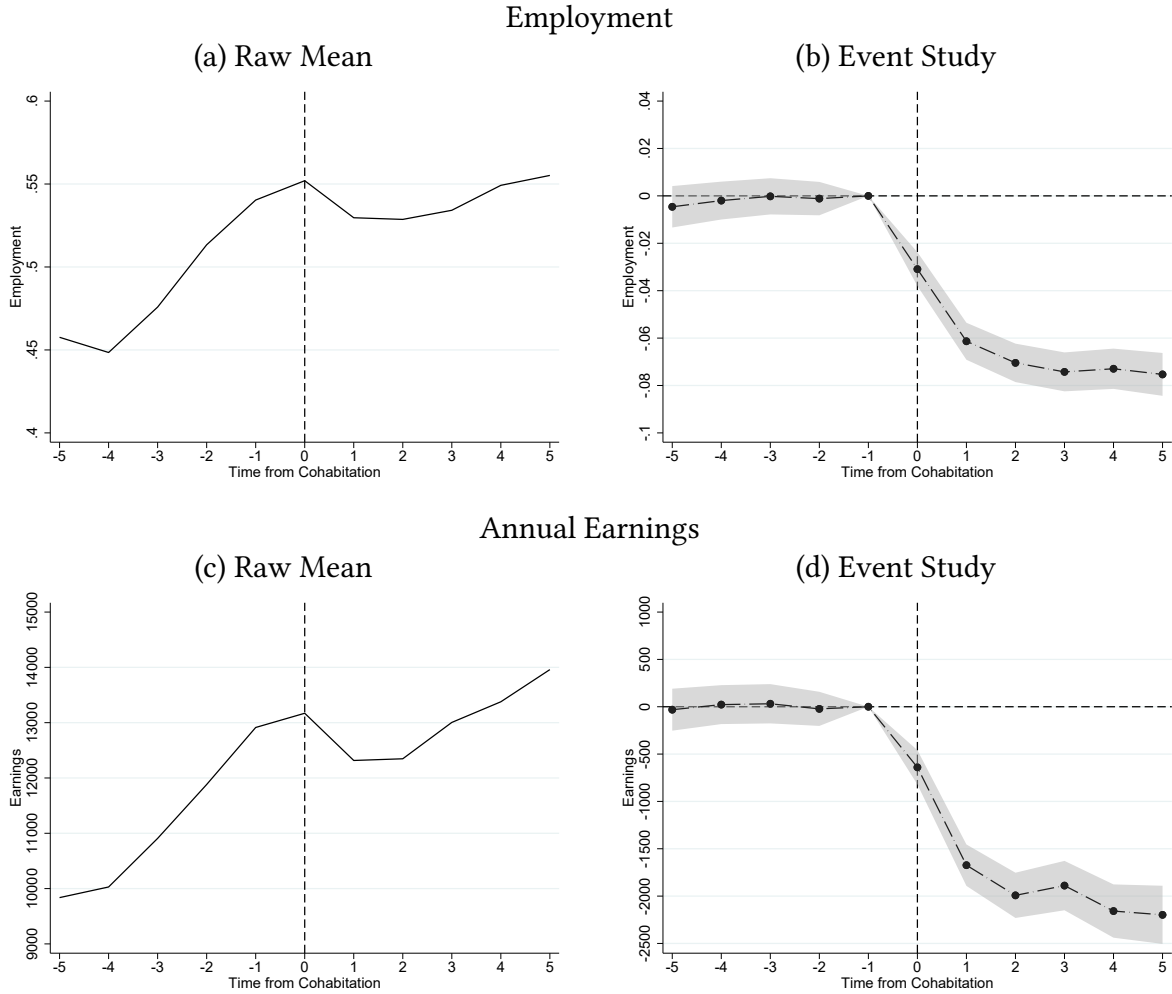 Employment
(a) Raw Mean
(b) Event Study
Employment
.6
.55
.5
.45
.4
-5 -4 -3 -2 -1 0 1 2 3 4 5
Time from Cohabitation
Employment
.04
.02
0
-.02
-.04
-.06
-.08
-.1
-5 -4 -3 -2 -1 0 1 2 3 4 5
Time from Cohabitation
Annual Earnings
(c) Raw Mean
(d) Event Study
Earnings
15000
14000
13000
12000
11000
10000
9000
-5 -4 -3 -2 -1 0 1 2 3 4 5
Time from Cohabitation
Earnings
1000
500
0
-500
-1000
-1500
-2000
-2500
-5 -4 -3 -2 -1 0 1 2 3 4 5
Time from Cohabitation